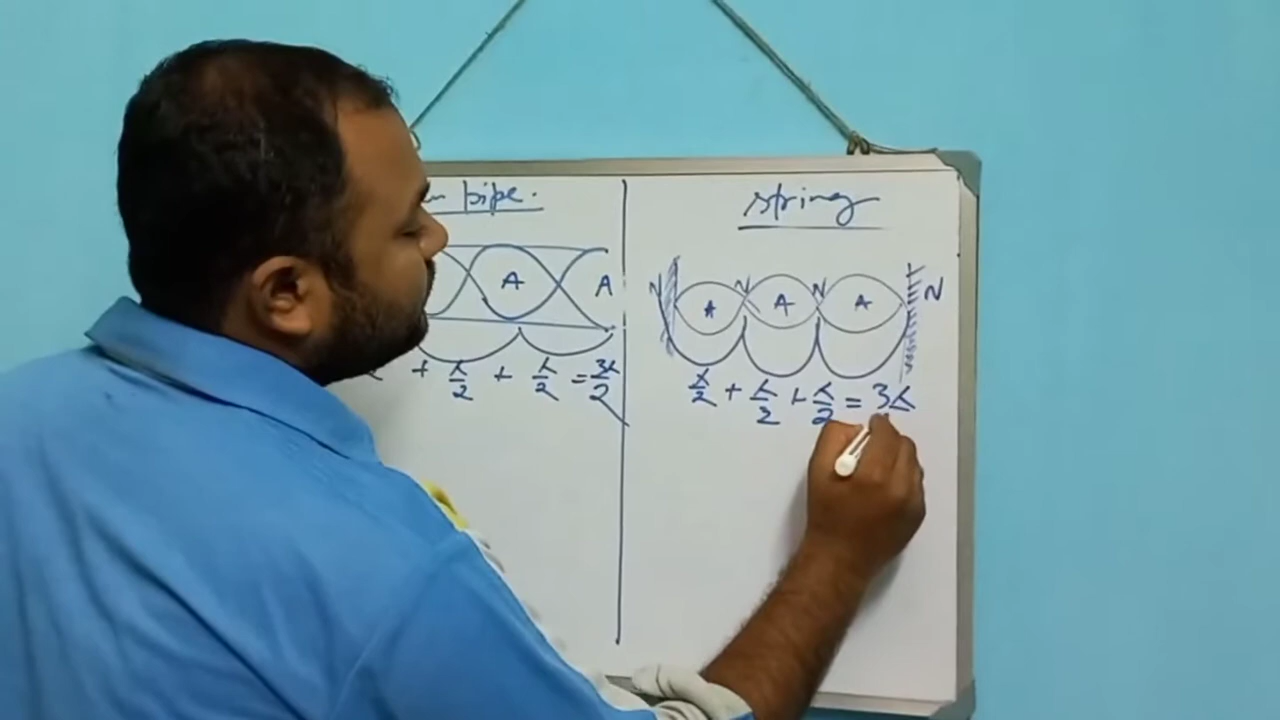 pipe.
A A
+ λ/2 + λ/2 = 3λ/2
string
N A N A N A N
λ/2 + λ/2 + λ/2 = 3λ